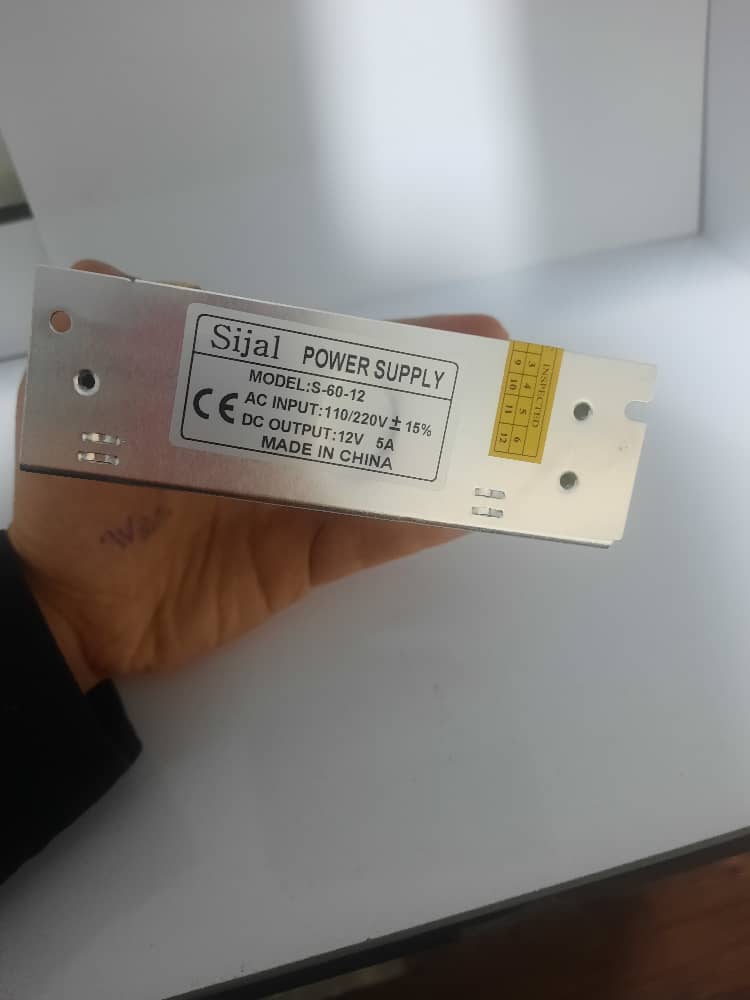 Sijal POWER SUPPLY
MODEL:S-60-12
CE AC INPUT:110/220V ± 15%
DC OUTPUT:12V 5A
MADE IN CHINA
INSPECTED
3 4 5 6
9 10 11 12